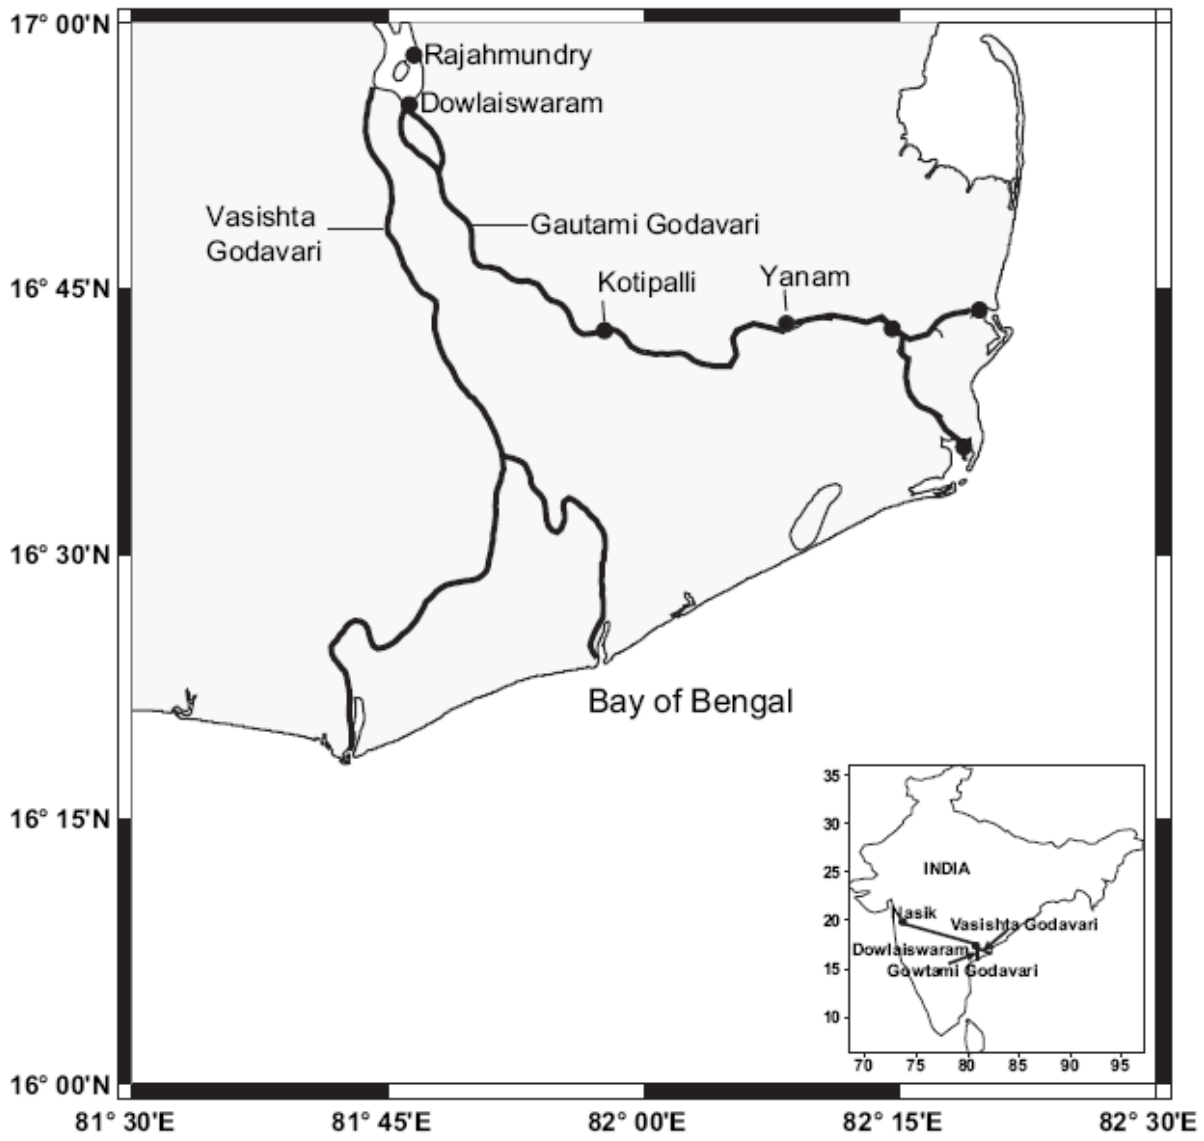 17° 00'N
Rajahmundry
Dowlaiswaram
Vasishta
Godavari
Gautami Godavari
16° 45'N
Kotipalli
Yanam
16° 30'N
Bay of Bengal
16° 15'N
35
30
25
20
15
10
INDIA
Nasik
Vasishta Godavari
Dowlaiswaram
Gowtami Godavari
70 75 80 85 90 95
16° 00'N
81° 30'E 81° 45'E 82° 00'E 82° 15'E 82° 30'E